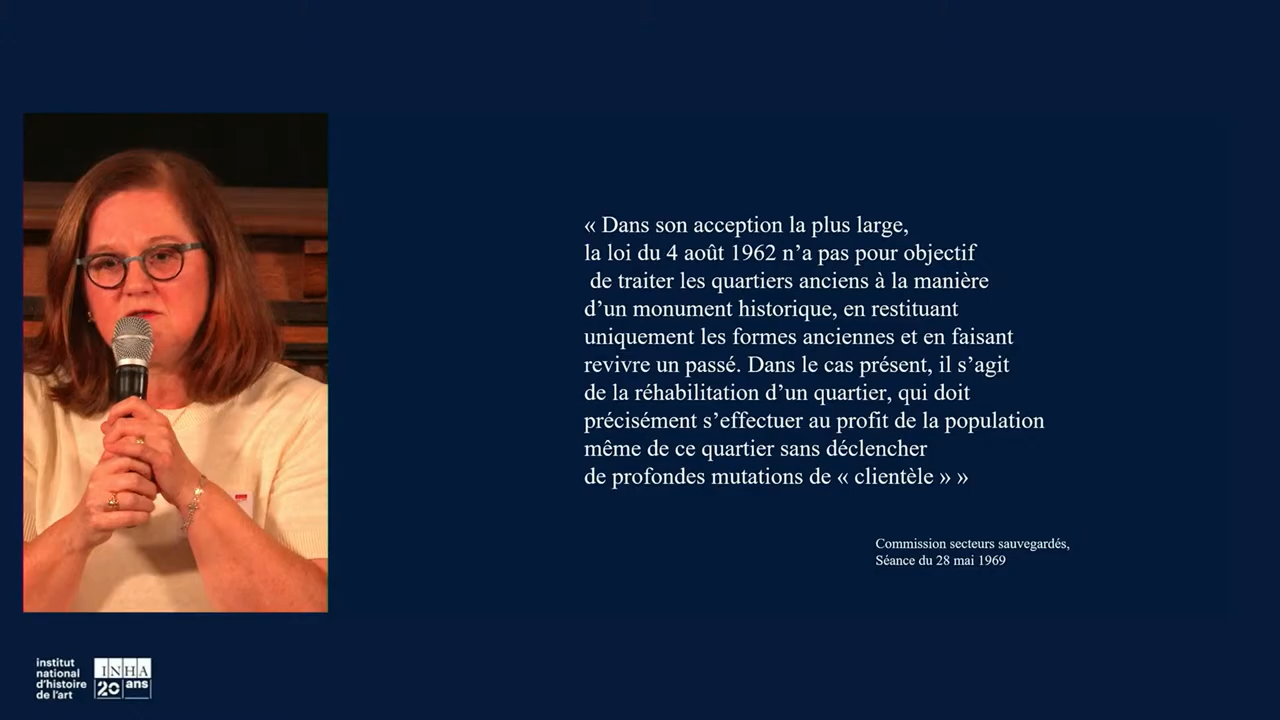 « Dans son acception la plus large,
la loi du 4 août 1962 n’a pas pour objectif
de traiter les quartiers anciens à la manière
d’un monument historique, en restituant
uniquement les formes anciennes et en faisant
revivre un passé. Dans le cas présent, il s’agit
de la réhabilitation d’un quartier, qui doit
précisément s’effectuer au profit de la population
même de ce quartier sans déclencher
de profondes mutations de « clientèle » »
Commission secteurs sauvegardés,
Séance du 28 mai 1969
institut
national
d’histoire
de l’art
INHA
20 ans